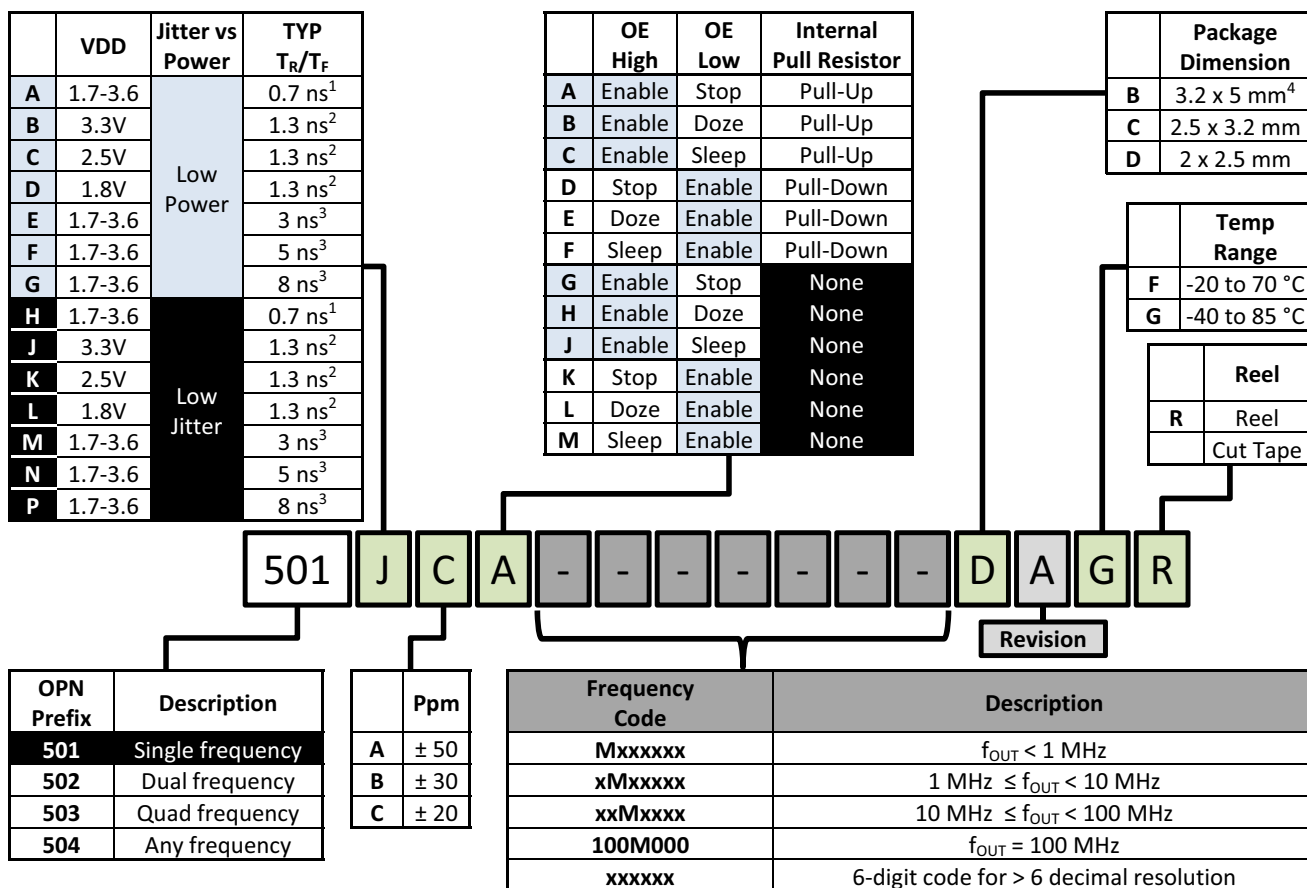 VDD Jitter vs Power TYP TR/TF
A 1.7-3.6 0.7 ns1
B 3.3V 1.3 ns2
C 2.5V 1.3 ns2
D 1.8V 1.3 ns2
E 1.7-3.6 3 ns3
F 1.7-3.6 5 ns3
G 1.7-3.6 8 ns3
Low
Power
H 1.7-3.6 0.7 ns1
J 3.3V 1.3 ns2
K 2.5V 1.3 ns2
L 1.8V 1.3 ns2
M 1.7-3.6 3 ns3
N 1.7-3.6 5 ns3
P 1.7-3.6 8 ns3
Low
Jitter
OE High OE Low Internal Pull Resistor
A Enable Stop Pull-Up
B Enable Doze Pull-Up
C Enable Sleep Pull-Up
D Stop Enable Pull-Down
E Doze Enable Pull-Down
F Sleep Enable Pull-Down
G Enable Stop None
H Enable Doze None
J Enable Sleep None
K Stop Enable None
L Doze Enable None
M Sleep Enable None
Package
Dimension
B 3.2 x 5 mm4
C 2.5 x 3.2 mm
D 2 x 2.5 mm
Temp
Range
F -20 to 70 °C
G -40 to 85 °C
Reel
R Reel
Cut Tape
501 J C A - - - - - - - D A G R
Revision
OPN Prefix Description
501 Single frequency
502 Dual frequency
503 Quad frequency
504 Any frequency
Ppm
A ± 50
B ± 30
C ± 20
Frequency Code Description
Mxxxxxx fOUT < 1 MHz
xMxxxxx 1 MHz ≤ fOUT < 10 MHz
xxMxxxx 10 MHz ≤ fOUT < 100 MHz
100M000 fOUT = 100 MHz
xxxxxx 6-digit code for > 6 decimal resolution